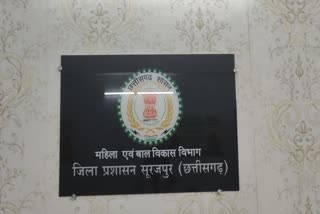 छत्तीसगढ़ शासन
महिला एवं बाल विकास विभाग
जिला प्रशासन सूरजपुर (छत्तीसगढ़)